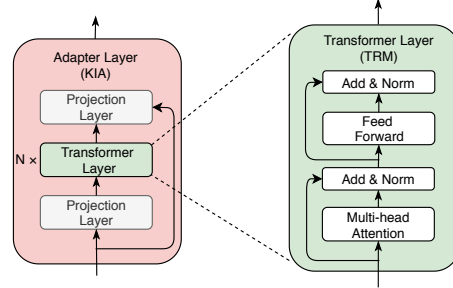 Adapter Layer
(KIA)
Projection
Layer
N ×
Transformer
Layer
Projection
Layer
Transformer Layer
(TRM)
Add & Norm
Feed
Forward
Add & Norm
Multi-head
Attention